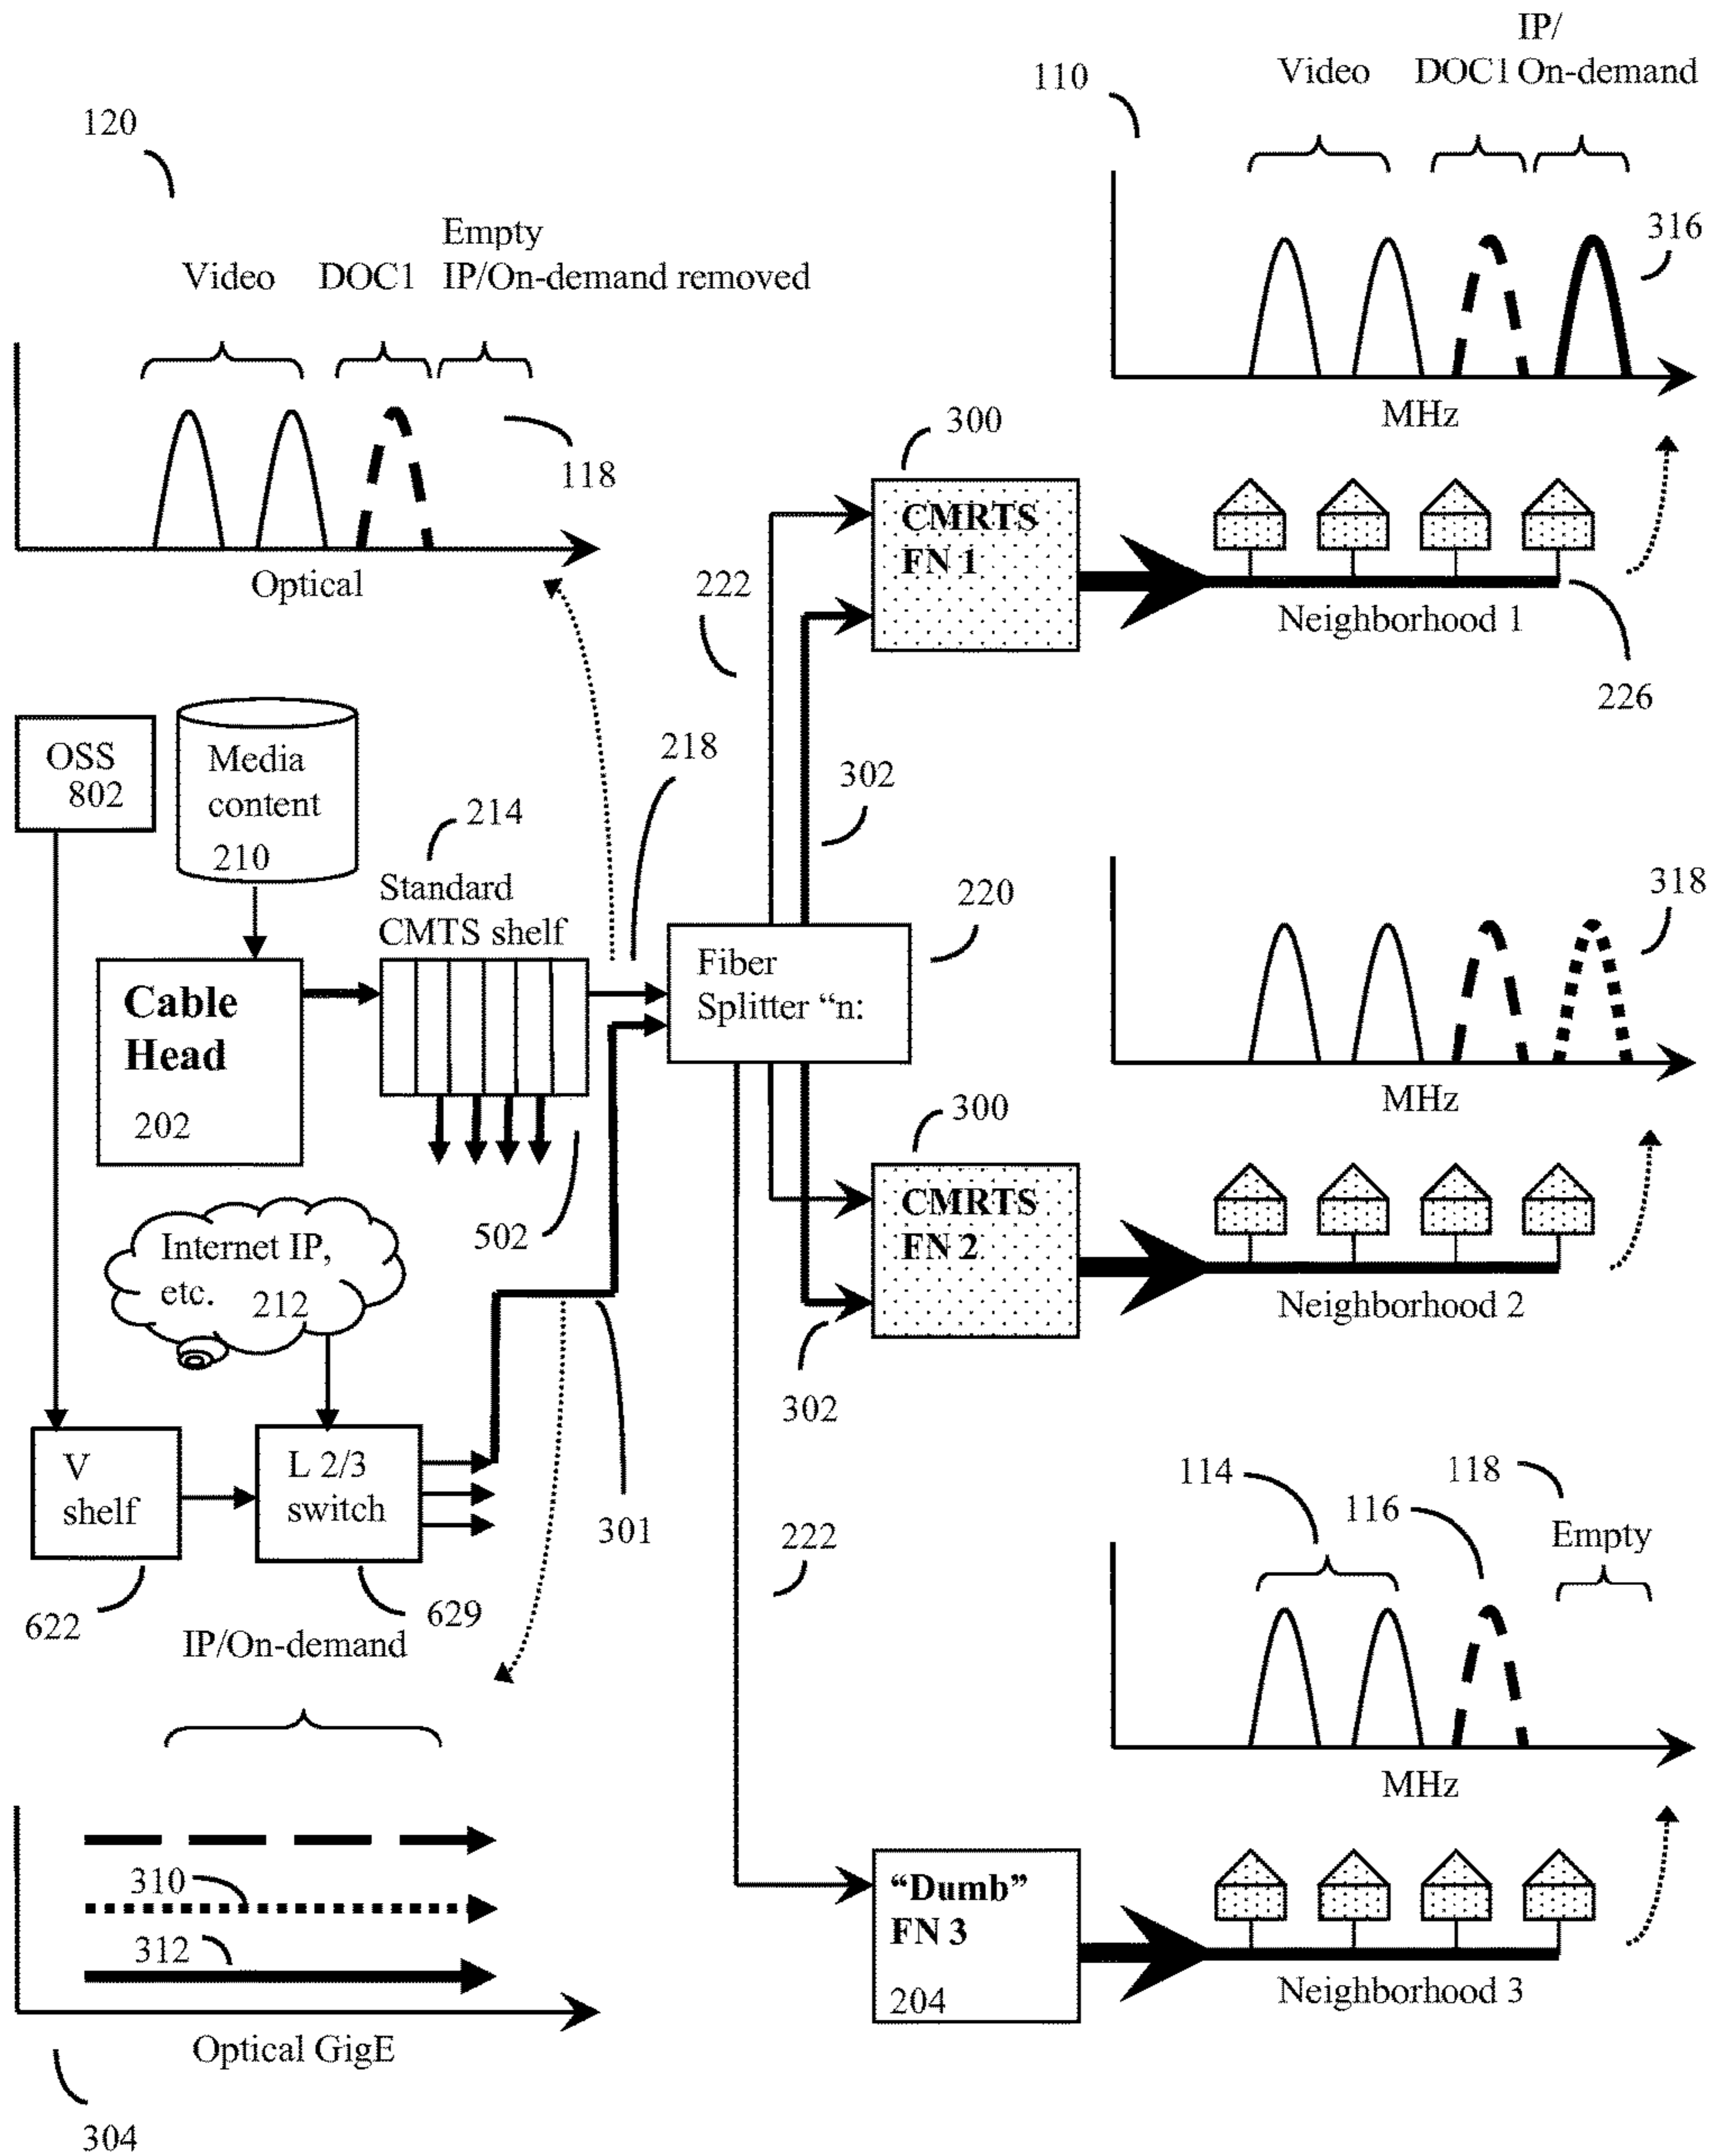 IP/
Video DOC1 On-demand
110
120
316
Empty
Video DOC1 IP/On-demand removed
MHz
300
118
CMRTS
FN 1
Optical
222
Neighborhood 1
226
OSS
802
Media
content
210
218
302
214
318
Standard
CMTS shelf
220
Fiber
Splitter “n:
Cable
Head
202
MHz
300
CMRTS
FN 2
502
Internet IP,
etc. 212
Neighborhood 2
302
V
shelf
L 2/3
switch
301
114
116
118
Empty
222
622
629
IP/On-demand
MHz
310
312
“Dumb”
FN 3
204
Neighborhood 3
Optical GigE
304